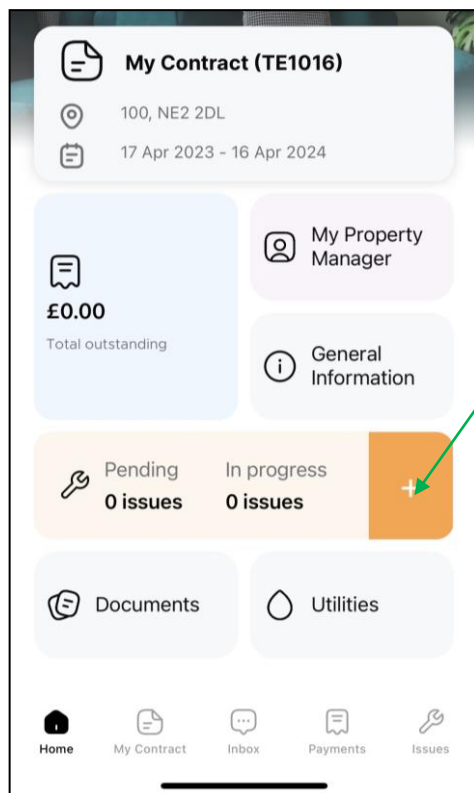 My Contract (TE1016)
100, NE2 2DL
17 Apr 2023 - 16 Apr 2024
£0.00
Total outstanding
My Property
Manager
General
Information
Pending
0 issues
In progress
0 issues
+
Documents
Utilities
Home
My Contract
Inbox
Payments
Issues